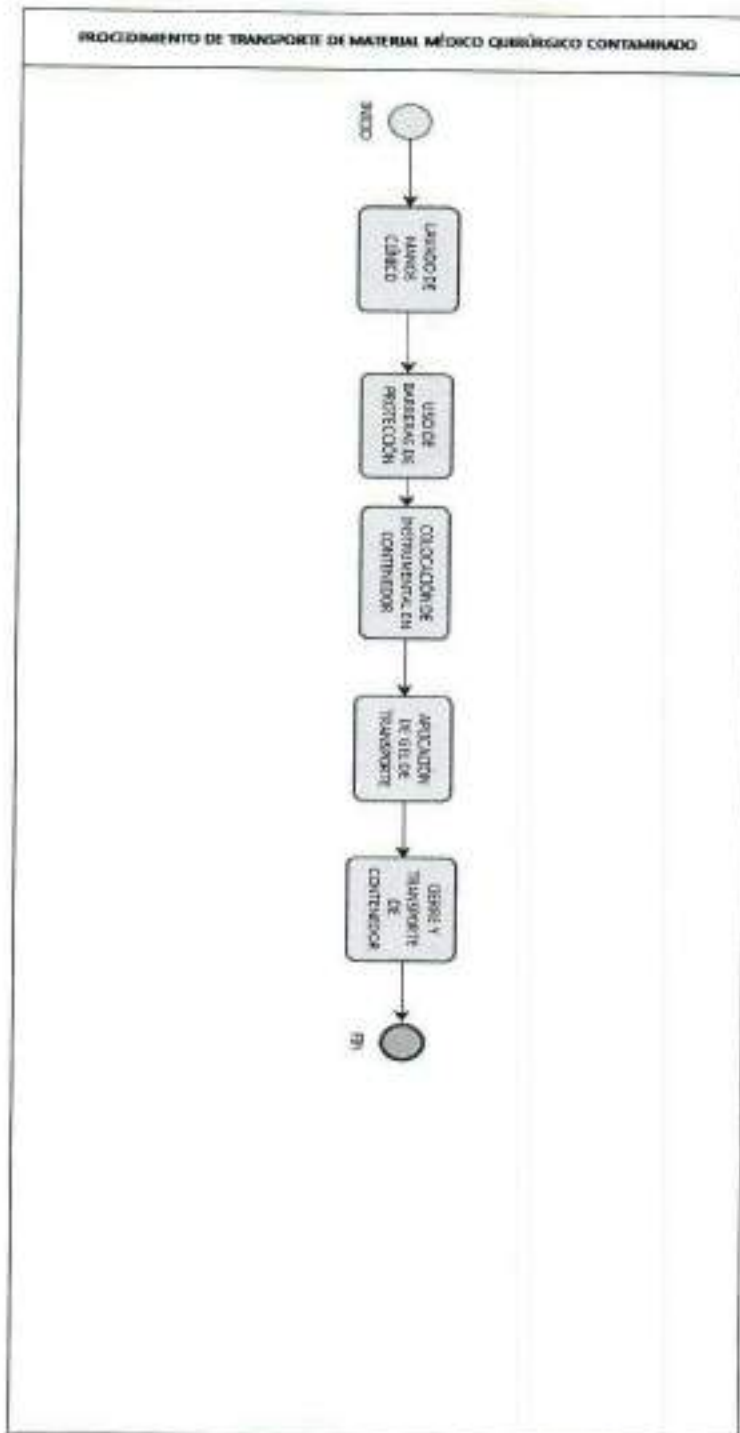 PROCEDIMIENTO DE TRANSPORTE DE MATERIAL MÉDICO QUIRÚRGICO CONTAMINADO
INICIO
LAVADO DE
MANOS
CLÍNICO
USO DE
BARRERAS DE
PROTECCIÓN
COLOCACIÓN DE
INSTRUMENTAL EN
CONTENEDOR
APLICACIÓN
DE GEL DE
TRANSPORTE
CIERRE Y
TRANSPORTE
DE
CONTENEDOR
FIN